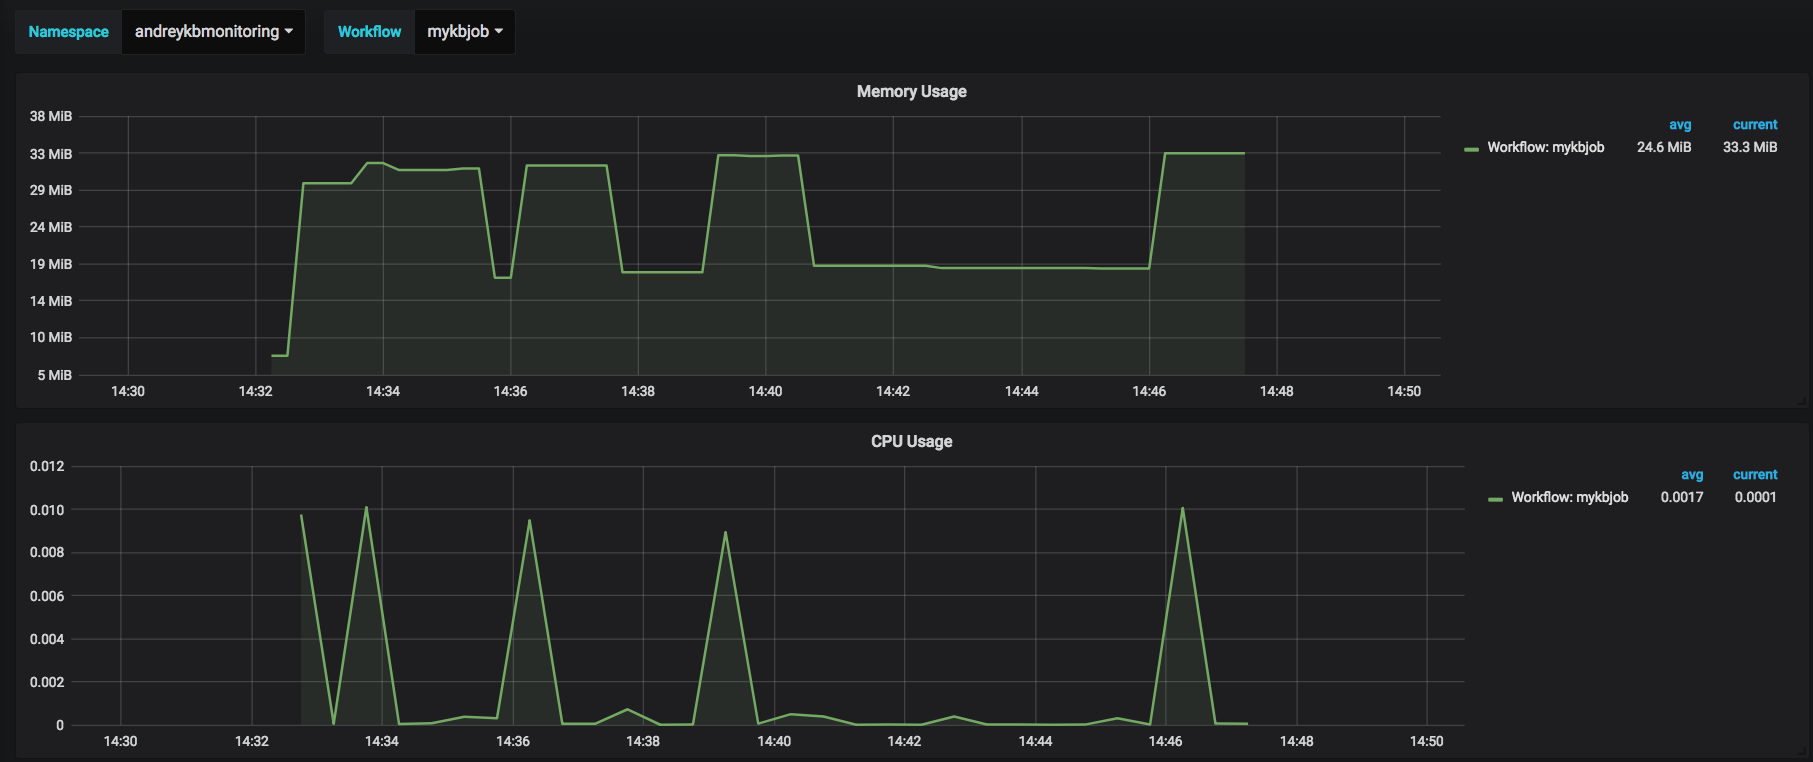 Namespace andreykbmonitoring Workflow mykbjob
Memory Usage
38 MiB
33 MiB
29 MiB
24 MiB
19 MiB
14 MiB
10 MiB
5 MiB
14:30 14:32 14:34 14:36 14:38 14:40 14:42 14:44 14:46 14:48 14:50
avg current
Workflow: mykbjob 24.6 MiB 33.3 MiB
CPU Usage
0.012
0.010
0.008
0.006
0.004
0.002
0
14:30 14:32 14:34 14:36 14:38 14:40 14:42 14:44 14:46 14:48 14:50
avg current
Workflow: mykbjob 0.0017 0.0001